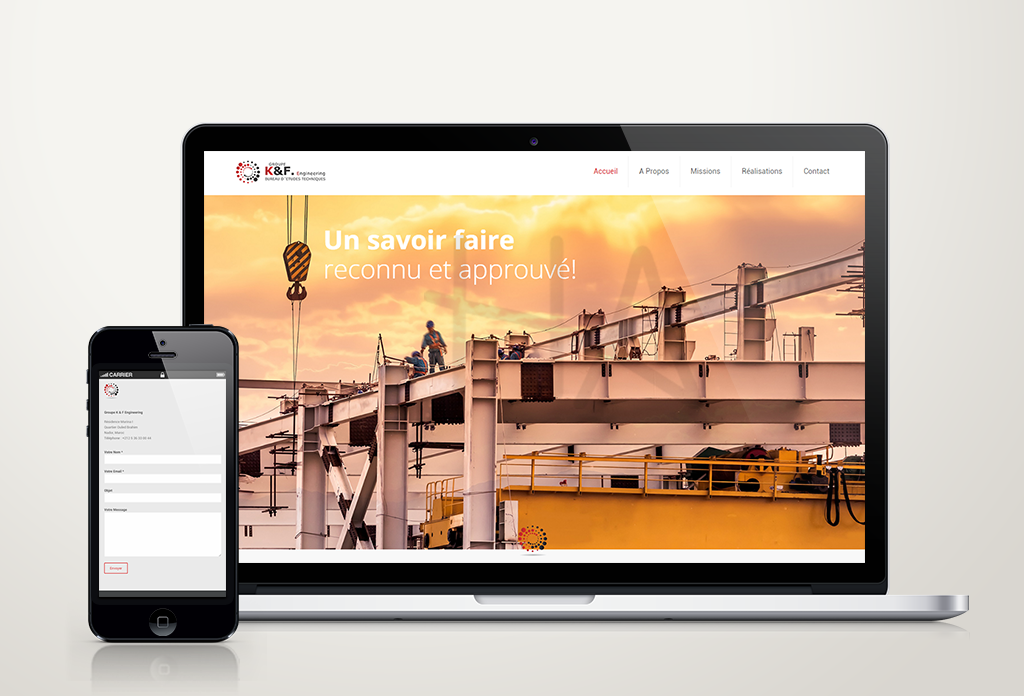 GROUPE
K&F. Engineering
BUREAU D'ETUDES TECHNIQUES
Accueil
A Propos
Missions
Réalisations
Contact
Un savoir faire
reconnu et approuvé!
CARRIER
Groupe K & F Engineering
Votre Nom *
Votre Email *
Objet
Votre Message
Envoyer